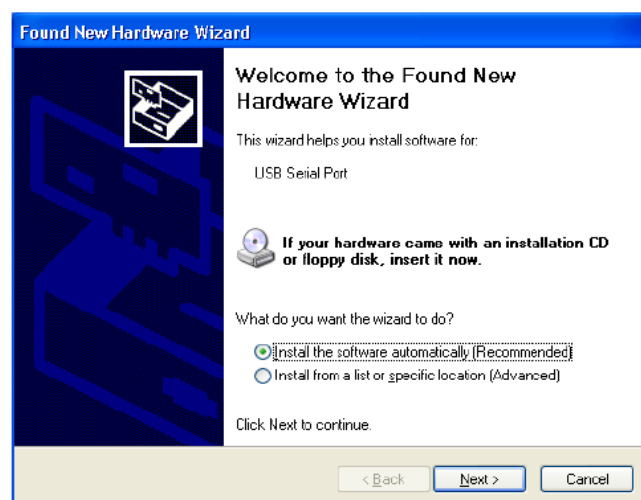 Found New Hardware Wizard
Welcome to the Found New
Hardware Wizard
This wizard helps you install software for:
USB Serial Port
If your hardware came with an installation CD
or floppy disk, insert it now.
What do you want the wizard to do?
Install the software automatically (Recommended)
Install from a list or specific location (Advanced)
Click Next to continue.
< Back Next > Cancel